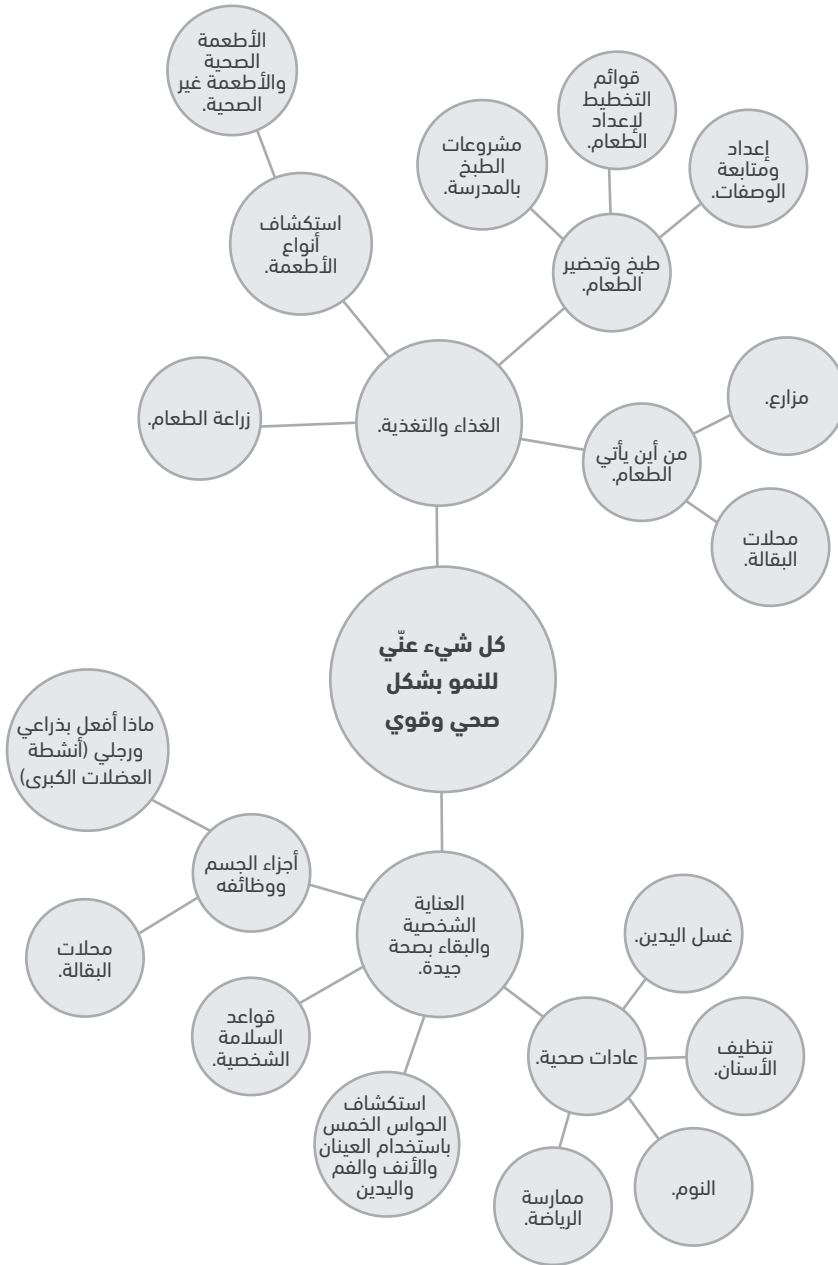 الأطعمة
الصحية
والأطعمة غير
الصحية.
استكشاف
أنواع
الأطعمة.
قوائم
التخطيط
لإعداد
الطعام.
مشروعات
الطبخ
بالمدرسة.
إعداد
ومتابعة
الوصفات.
طبخ وتحضير
الطعام.
الغذاء والتغذية.
زراعة الطعام.
من أين يأتي
الطعام.
مزارع.
محلات
البقالة.
كل شيء عنّي
للنمو بشكل
صحي وقوي
ماذا أفعل بذراعي
ورجلي (أنشطة
العضلات الكبرى)
أجزاء الجسم
ووظائفه
محلات
البقالة.
العناية
الشخصية
والبقاء بصحة
جيدة.
قواعد
السلامة
الشخصية.
استكشاف
الحواس الخمس
باستخدام العينان
والأنف والفم
واليدين
عادات صحية.
غسل اليدين.
تنظيف
الأسنان.
النوم.
ممارسة
الرياضة.